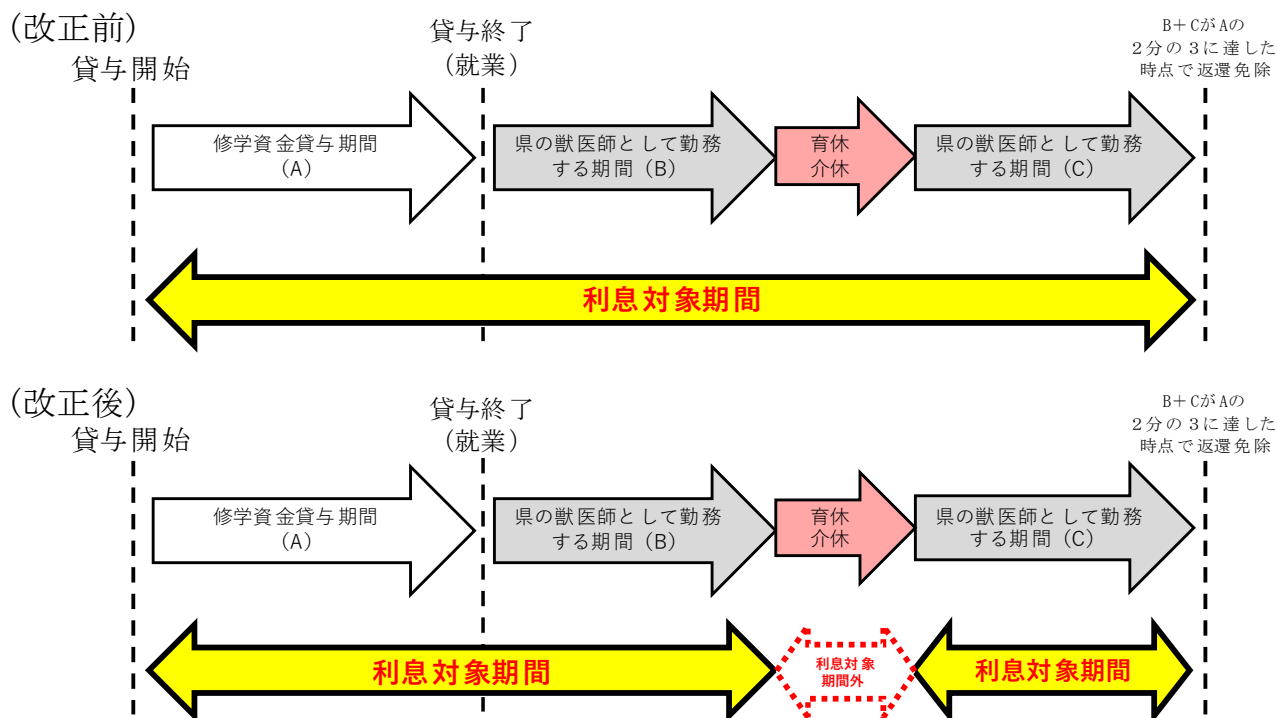 (改正前)
貸与開始
貸与終了
(就業)
B+CがAの
2分の3に達した
時点で返還免除
修学資金貸与期間
(A)
県の獣医師として勤務
する期間(B)
育休
介休
県の獣医師として勤務
する期間(C)
利息対象期間
(改正後)
貸与開始
貸与終了
(就業)
B+CがAの
2分の3に達した
時点で返還免除
修学資金貸与期間
(A)
県の獣医師として勤務
する期間(B)
育休
介休
県の獣医師として勤務
する期間(C)
利息対象期間
利息対象
期間外
利息対象期間